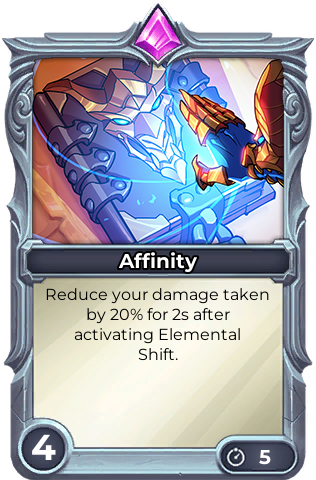 Affinity
Reduce your damage taken
by 20% for 2s after
activating Elemental
Shift.
4
5